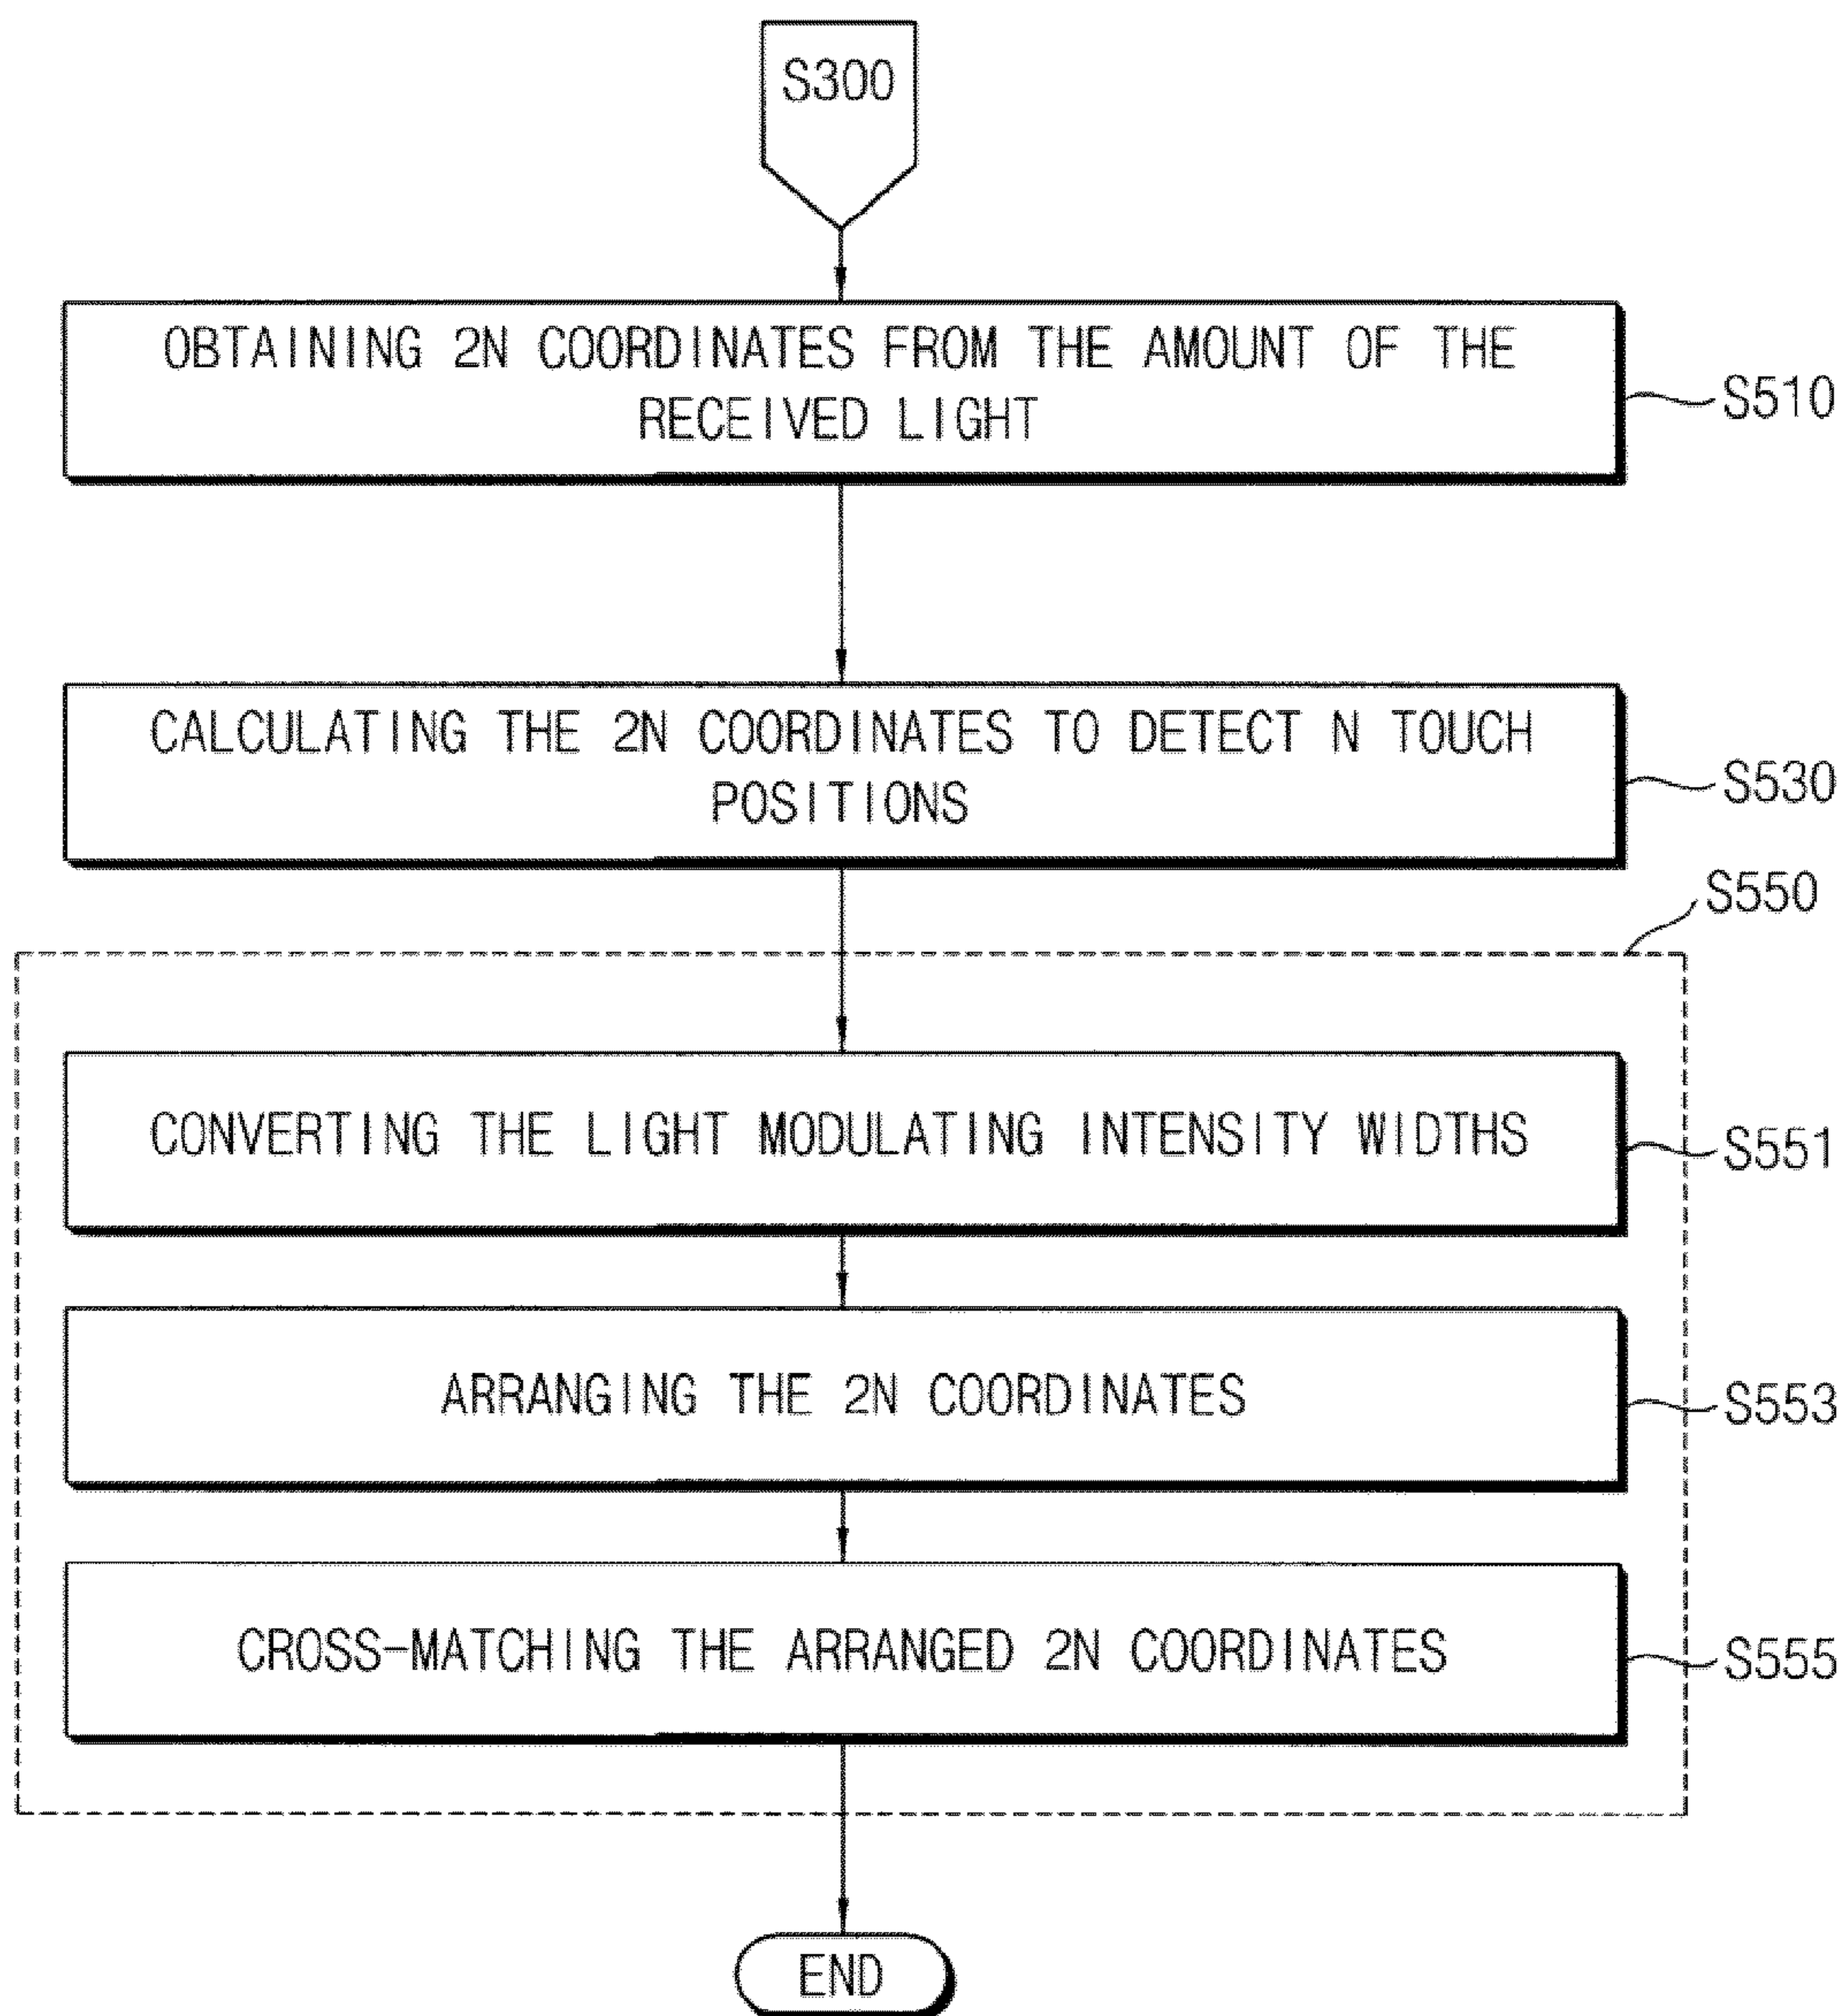 S300
OBTAINING 2N COORDINATES FROM THE AMOUNT OF THE
RECEIVED LIGHT
S510
CALCULATING THE 2N COORDINATES TO DETECT N TOUCH
POSITIONS
S530
S550
CONVERTING THE LIGHT MODULATING INTENSITY WIDTHS
S551
ARRANGING THE 2N COORDINATES
S553
CROSS-MATCHING THE ARRANGED 2N COORDINATES
S555
END